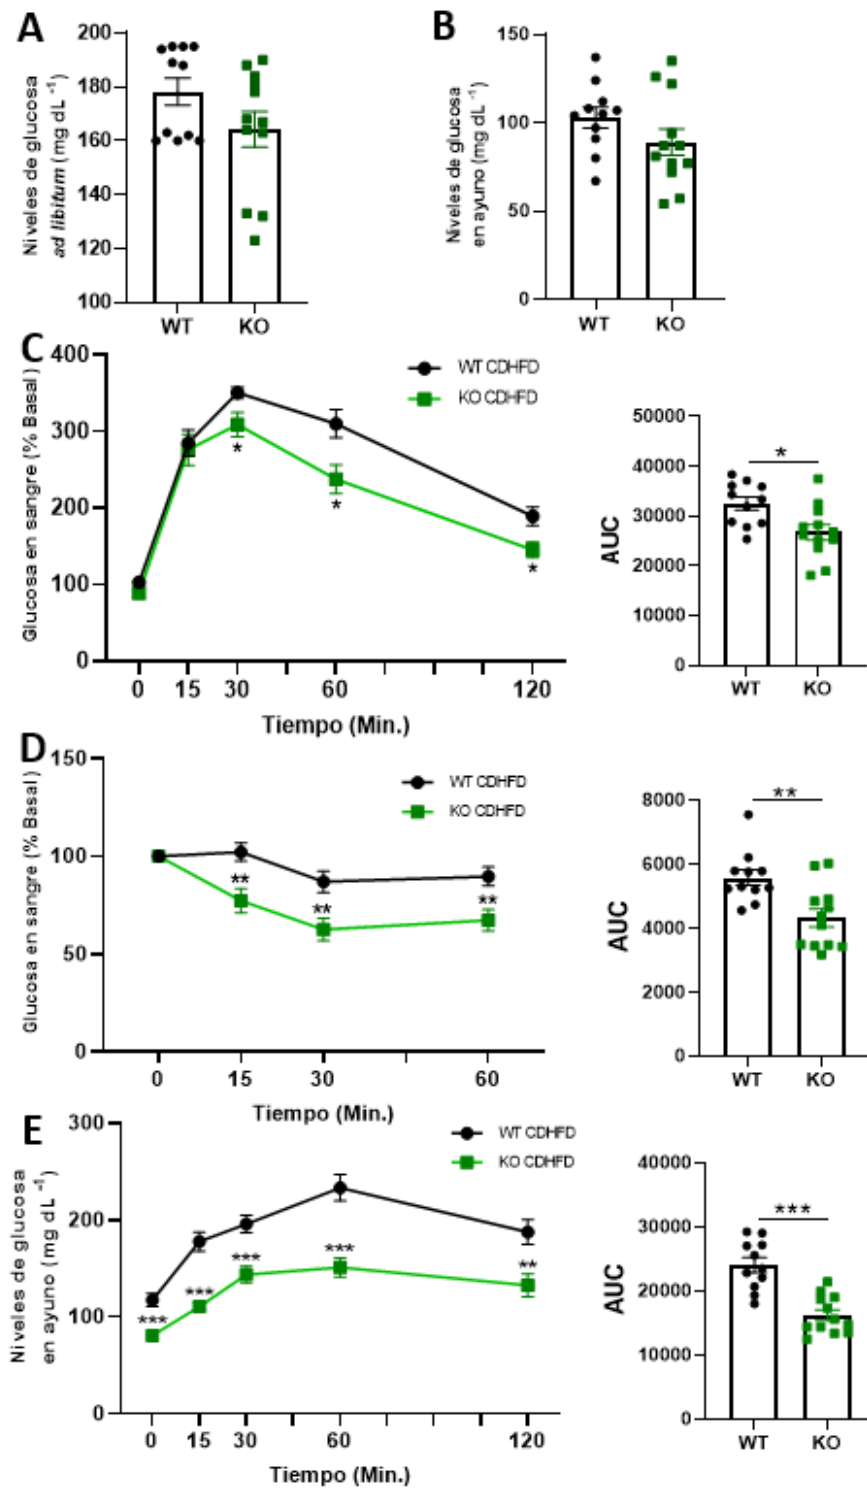 A
Niveles de glucosa
ad libitum (mg dL -1)
200
180
160
140
120
100
WT
KO
B
Niveles de glucosa
en ayuno (mg dL -1)
150
100
50
0
WT
KO
C
Glucosa en sangre (% Basal)
400
300
200
100
0
WT CDHFD
KO CDHFD
*
*
*
0
15
30
60
120
Tiempo (Min.)
AUC
50000
40000
30000
20000
10000
0
*
WT
KO
D
Glucosa en sangre (% Basal)
150
100
50
0
WT CDHFD
KO CDHFD
**
**
**
0
15
30
60
Tiempo (Min.)
AUC
8000
6000
4000
2000
0
**
WT
KO
E
Niveles de glucosa
en ayuno (mg dL -1)
300
200
100
0
WT CDHFD
KO CDHFD
***
***
***
***
**
0
15
30
60
120
Tiempo (Min.)
AUC
40000
30000
20000
10000
0
***
WT
KO